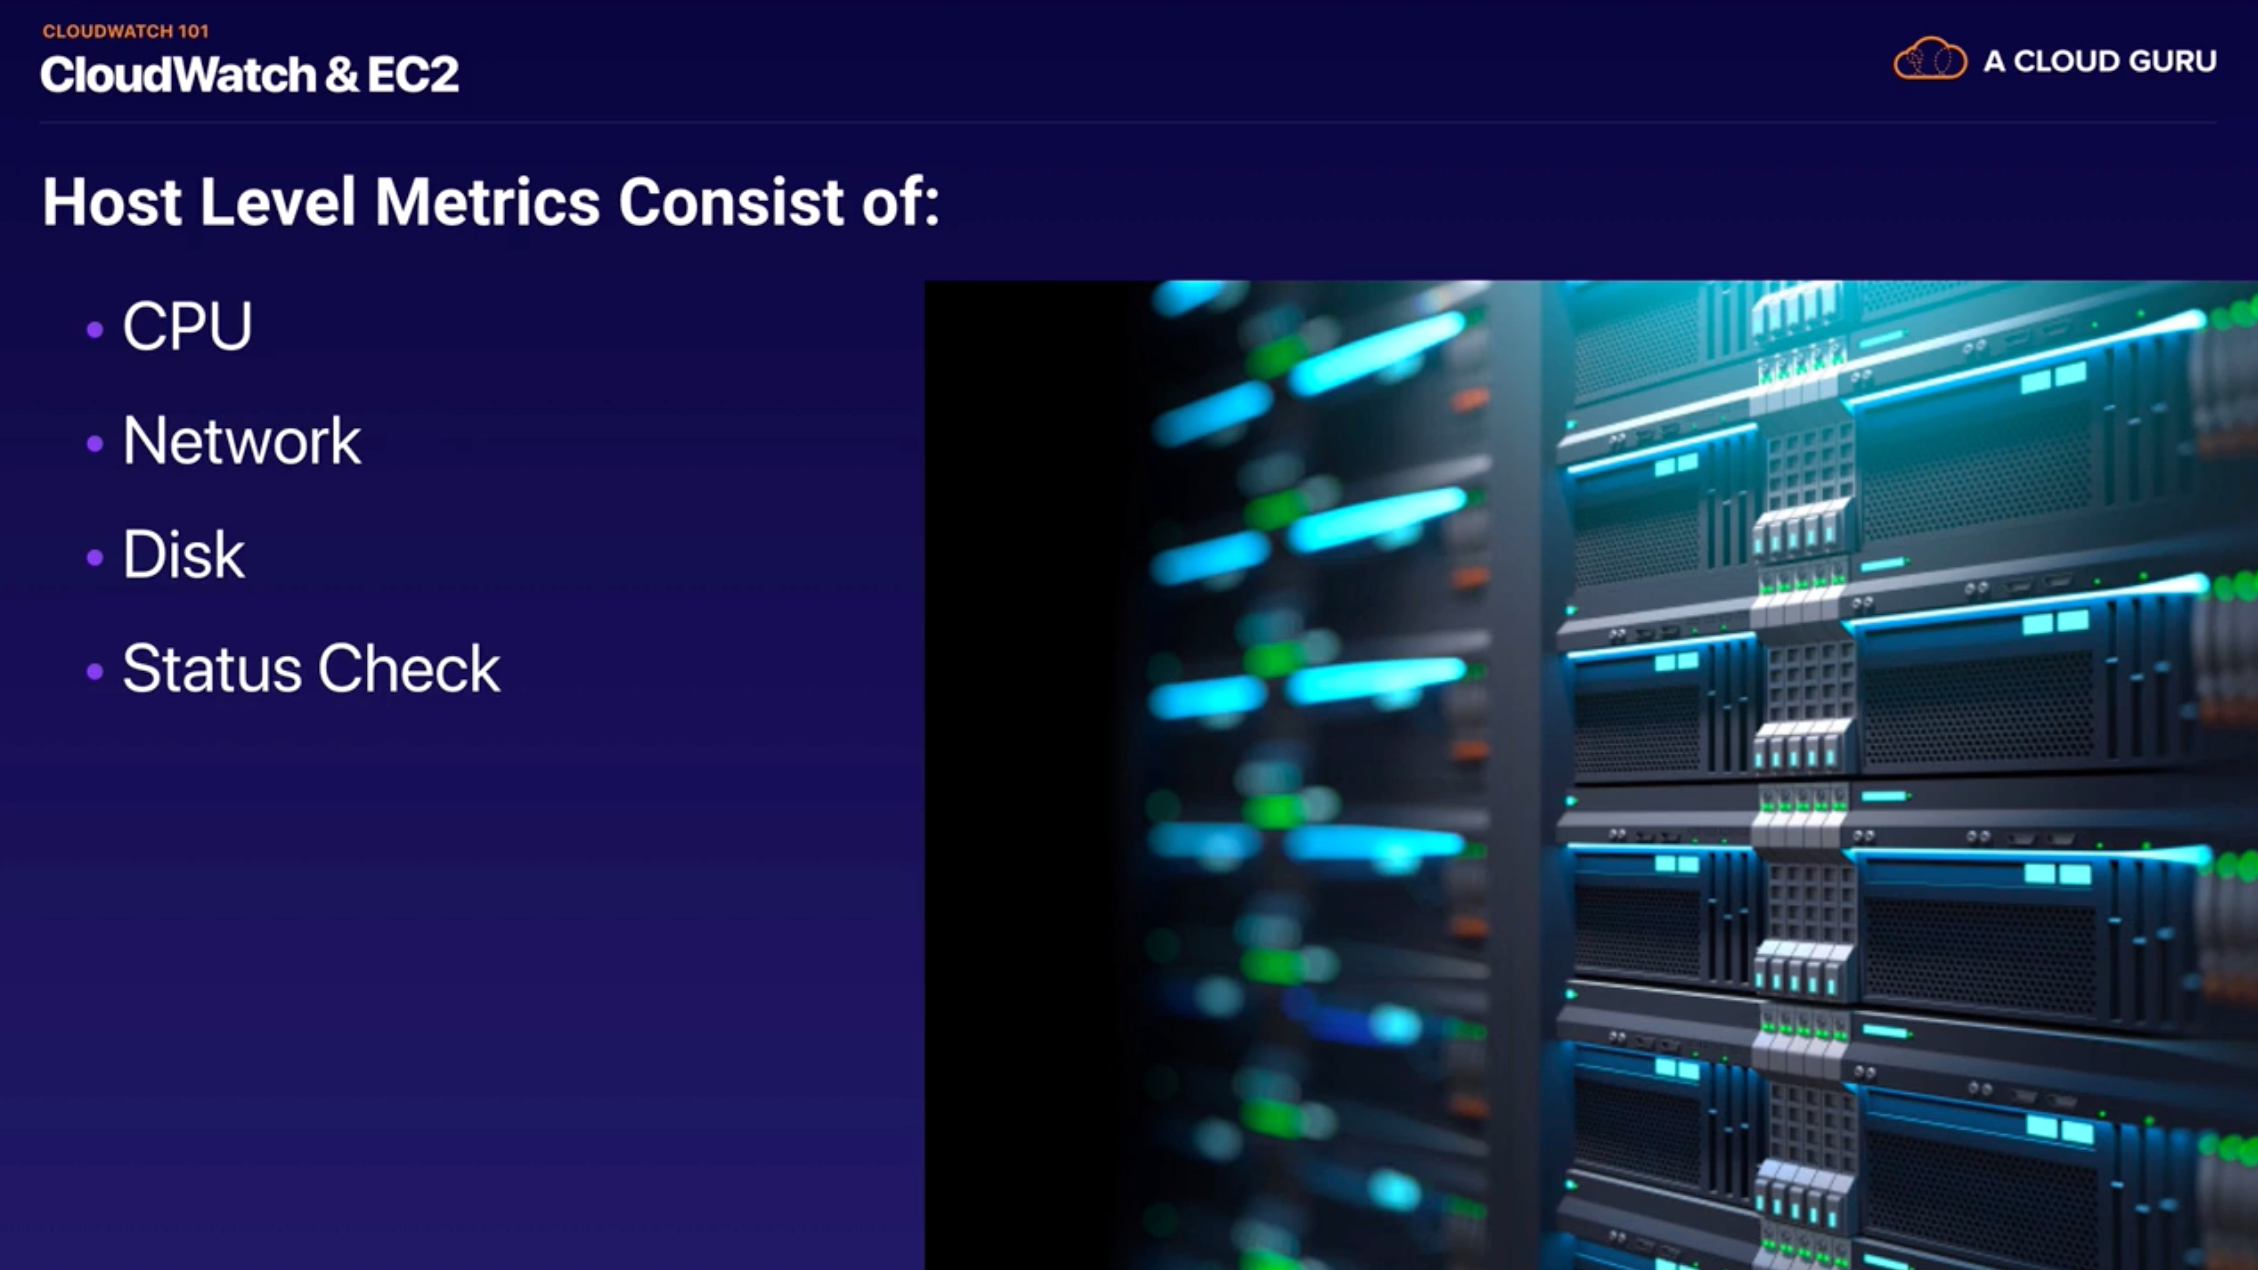 CLOUDWATCH 101
CloudWatch & EC2
A CLOUD GURU
Host Level Metrics Consist of:
• CPU
• Network
• Disk
• Status Check